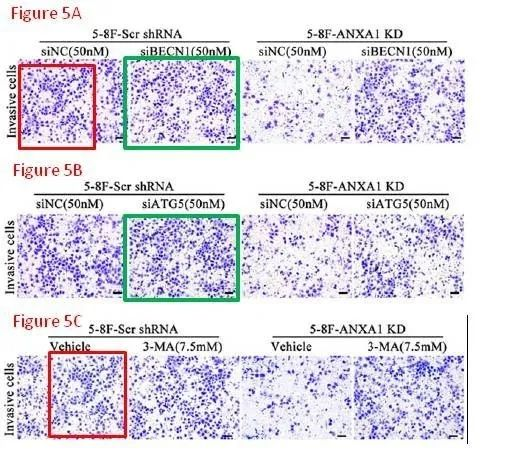 Figure 5A
5-8F-Scr shRNA 5-8F-ANXA1 KD
siNC(50nM) siBECN1(50nM) siNC(50nM) siBECN1(50nM)
Invasive cells
Figure 5B
5-8F-Scr shRNA 5-8F-ANXA1 KD
siNC(50nM) siATG5(50nM) siNC(50nM) siATG5(50nM)
Invasive cells
Figure 5C
5-8F-Scr shRNA 5-8F-ANXA1 KD
Vehicle 3-MA(7.5mM) Vehicle 3-MA(7.5mM)
Invasive cells